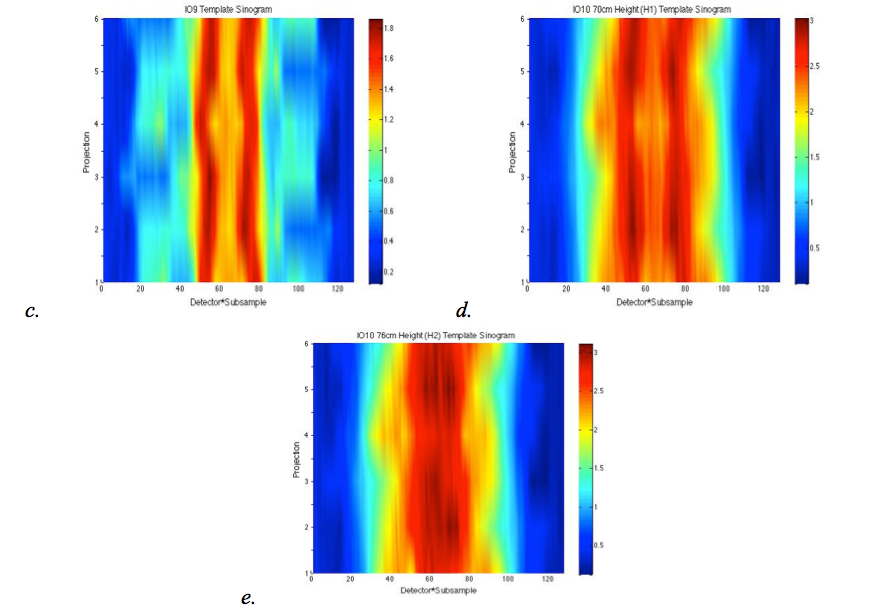 IO9 Template Sinogram
6
5
4
3
2
1
Projection
0 20 40 60 80 100 120
Detector*Subsample
1.8
1.6
1.4
1.2
1
0.8
0.6
0.4
0.2
c.
IO10 70cm Height (H1) Template Sinogram
6
5
4
3
2
1
Projection
0 20 40 60 80 100 120
Detector*Subsample
3
2.5
2
1.5
1
0.5
d.
IO10 76cm Height (H2) Template Sinogram
6
5
4
3
2
1
Projection
0 20 40 60 80 100 120
Detector*Subsample
3
2.5
2
1.5
1
0.5
e.